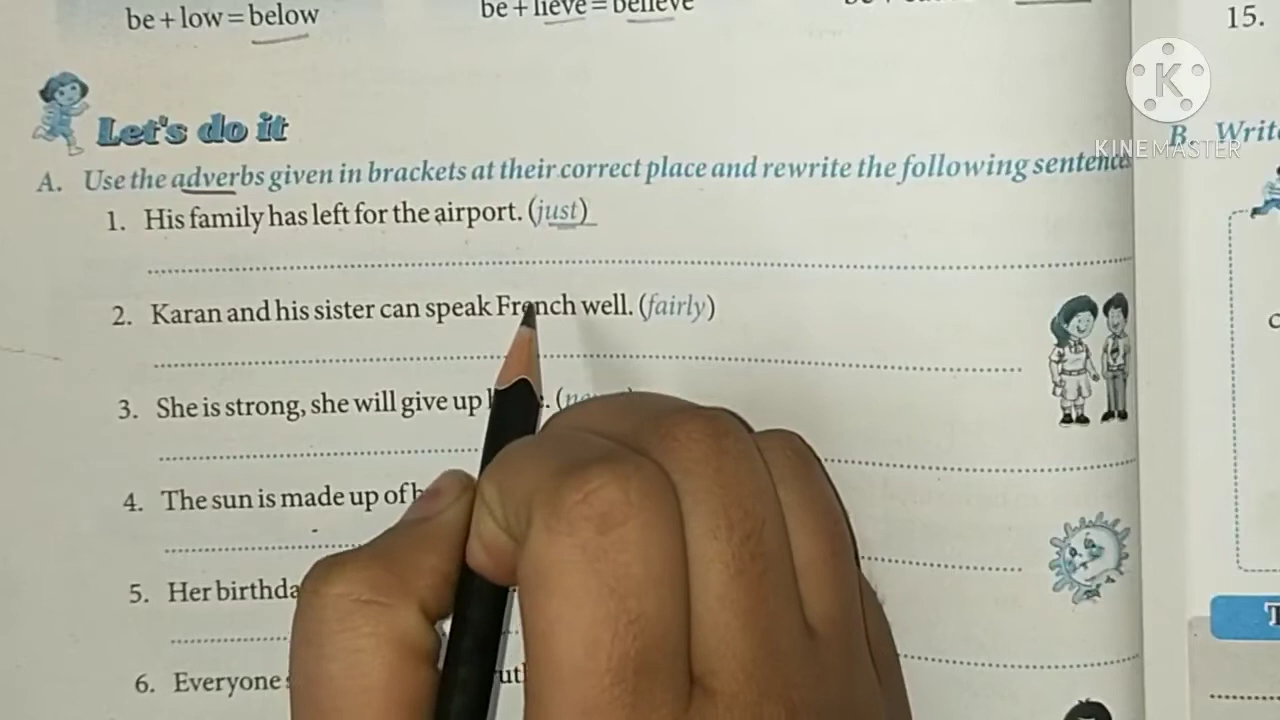 be + low = below
be + lieve = believe
15.
K
KINEMASTER
Let's do it
B. Write
A. Use the adverbs given in brackets at their correct place and rewrite the following sentences
1. His family has left for the airport. (just)
2. Karan and his sister can speak French well. (fairly)
3. She is strong, she will give up
4. The sun is made up of
5. Her
6. Everyone